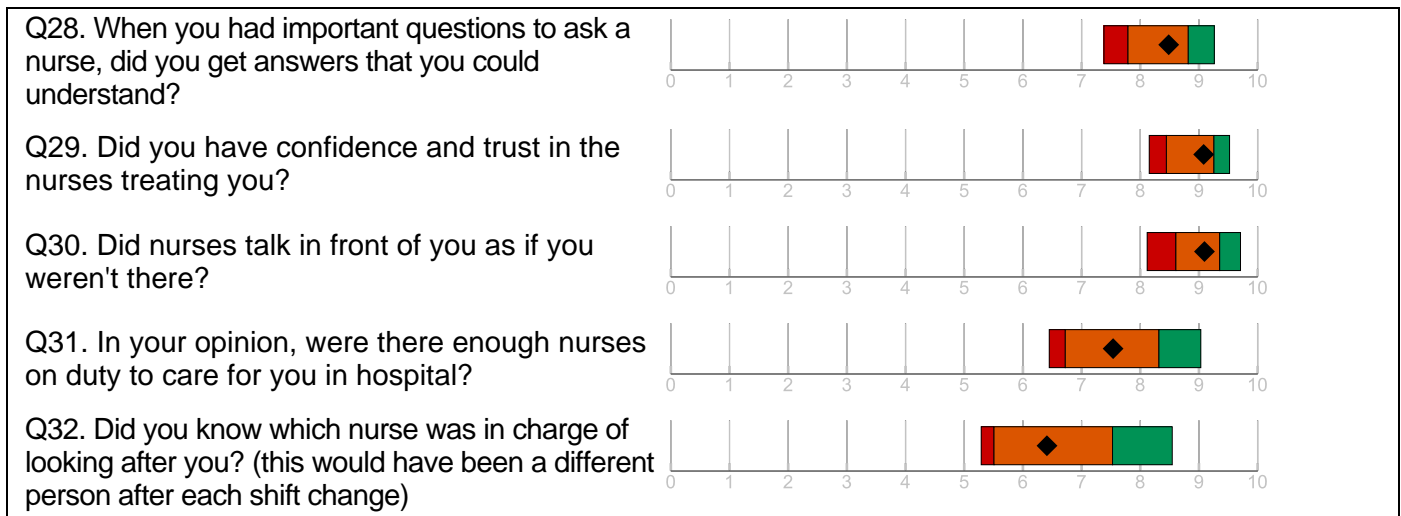 Q28. When you had important questions to ask a
nurse, did you get answers that you could
understand?
0 1 2 3 4 5 6 7 8 9 10
Q29. Did you have confidence and trust in the
nurses treating you?
0 1 2 3 4 5 6 7 8 9 10
Q30. Did nurses talk in front of you as if you
weren't there?
0 1 2 3 4 5 6 7 8 9 10
Q31. In your opinion, were there enough nurses
on duty to care for you in hospital?
0 1 2 3 4 5 6 7 8 9 10
Q32. Did you know which nurse was in charge of
looking after you? (this would have been a different
person after each shift change)
0 1 2 3 4 5 6 7 8 9 10